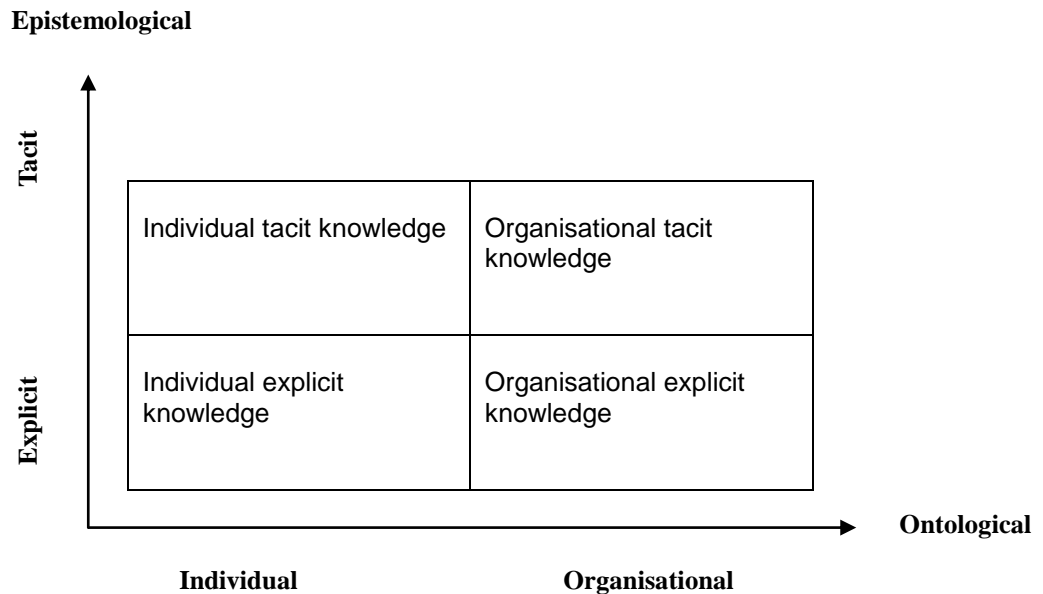 Epistemological
Tacit
Individual tacit knowledge
Organisational tacit
knowledge
Explicit
Individual explicit
knowledge
Organisational explicit
knowledge
Ontological
Individual
Organisational